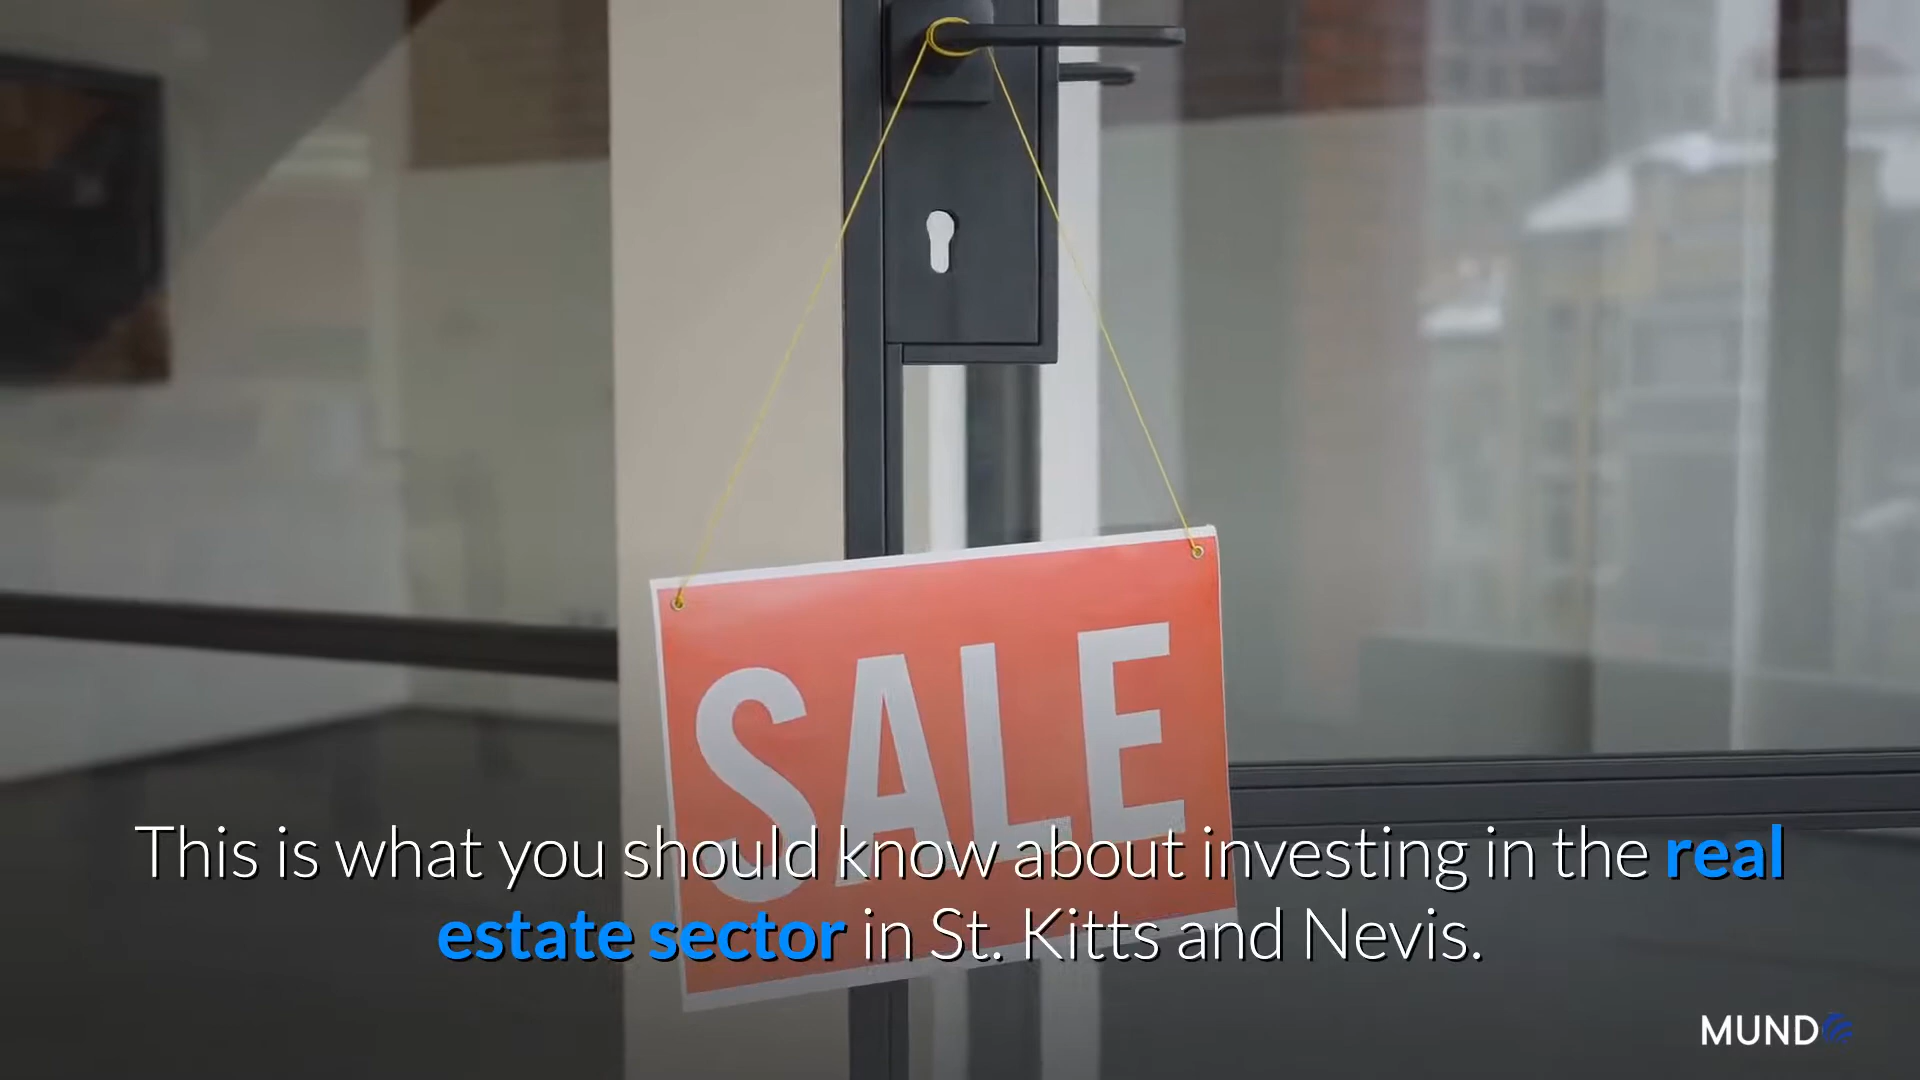 SALE
This is what you should know about investing in the real
estate sector in St. Kitts and Nevis.
MUNDO